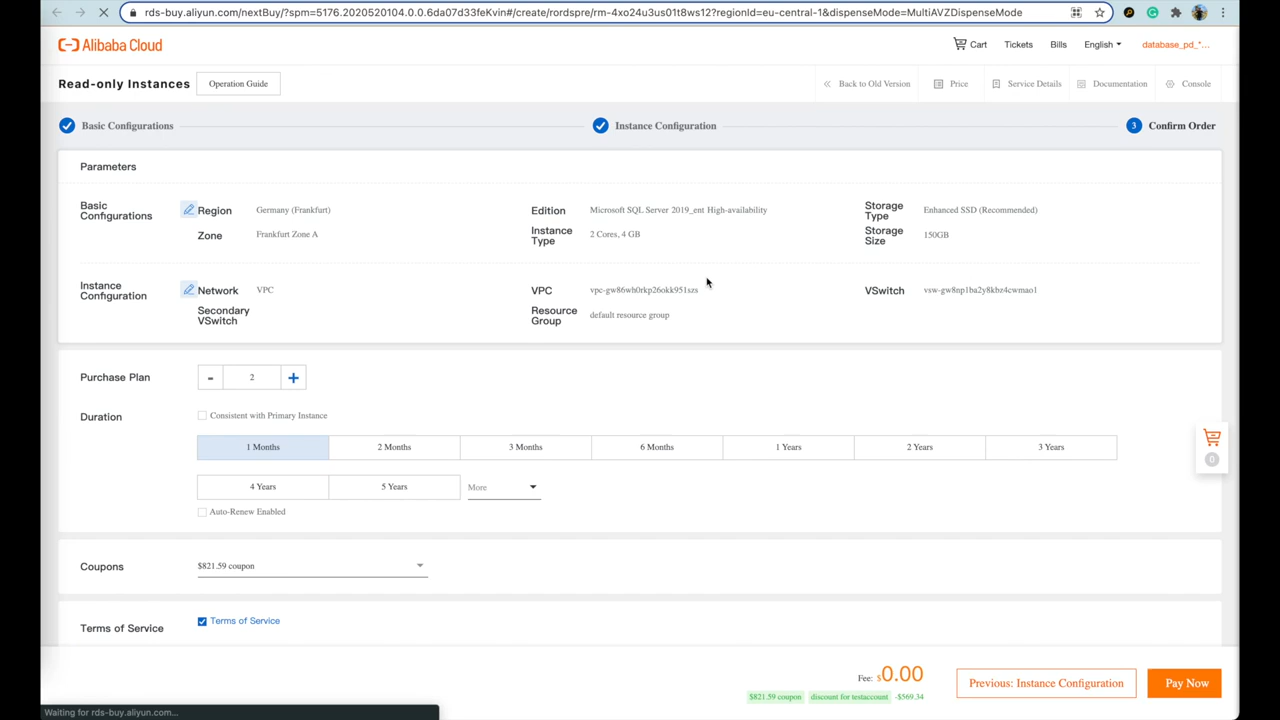 rds-buy.aliyun.com/nextBuy/?spm=5176.2020520104.0.0.6da07d33feKvin#/create/rordspre/rm-4xo24u3us01t8ws12?regionId=eu-central-1&dispenseMode=MultiAVZDispenseMode
Alibaba Cloud
Cart Tickets Bills English database_pd_*...
Read-only Instances Operation Guide
Back to Old Version Price Service Details Documentation Console
Basic Configurations Instance Configuration 3 Confirm Order
Parameters
Basic Configurations
Region Germany (Frankfurt)
Edition Microsoft SQL Server 2019_ent High-availability
Storage Type Enhanced SSD (Recommended)
Zone Frankfurt Zone A
Instance Type 2 Cores, 4 GB
Storage Size 150GB
Instance Configuration
Network VPC
VPC vpc-gw86wh0rkp26okk951szs
VSwitch vsw-gw8np1ba2y8kbz4cwmao1
Secondary VSwitch
Resource Group default resource group
Purchase Plan - 2 +
Duration Consistent with Primary Instance
1 Months 2 Months 3 Months 6 Months 1 Years 2 Years 3 Years
4 Years 5 Years More
0
Auto-Renew Enabled
Coupons $821.59 coupon
Terms of Service Terms of Service
Fee: $0.00
$821.59 coupon discount for testaccount -$569.34
Previous: Instance Configuration Pay Now
Waiting for rds-buy.aliyun.com...